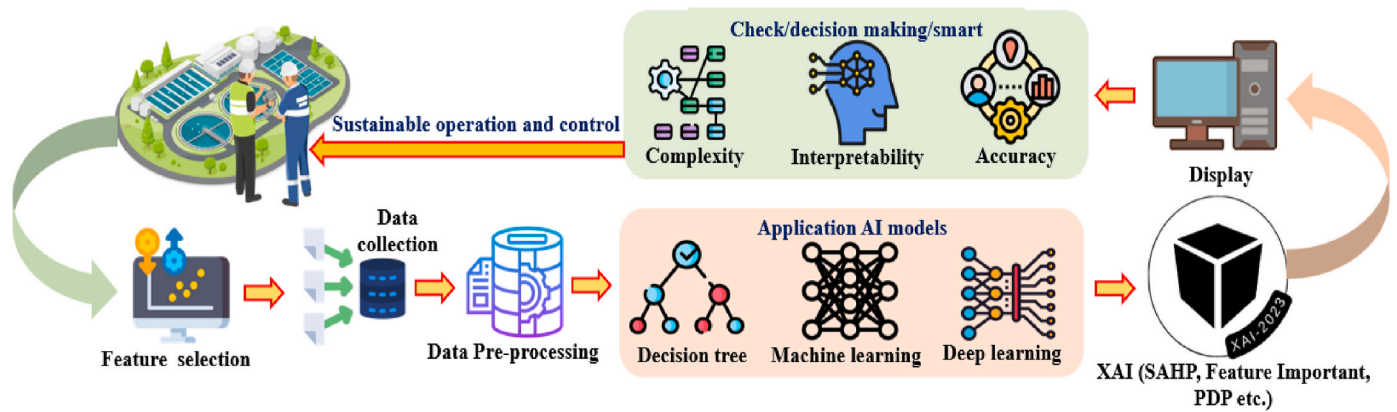 Check/decision making/smart
Sustainable operation and control
Complexity
Interpretability
Accuracy
Display
Data
collection
Application AI models
Feature selection
Data Pre-processing
Decision tree
Machine learning
Deep learning
XAI-2023
XAI (SAHP, Feature Important,
PDP etc.)